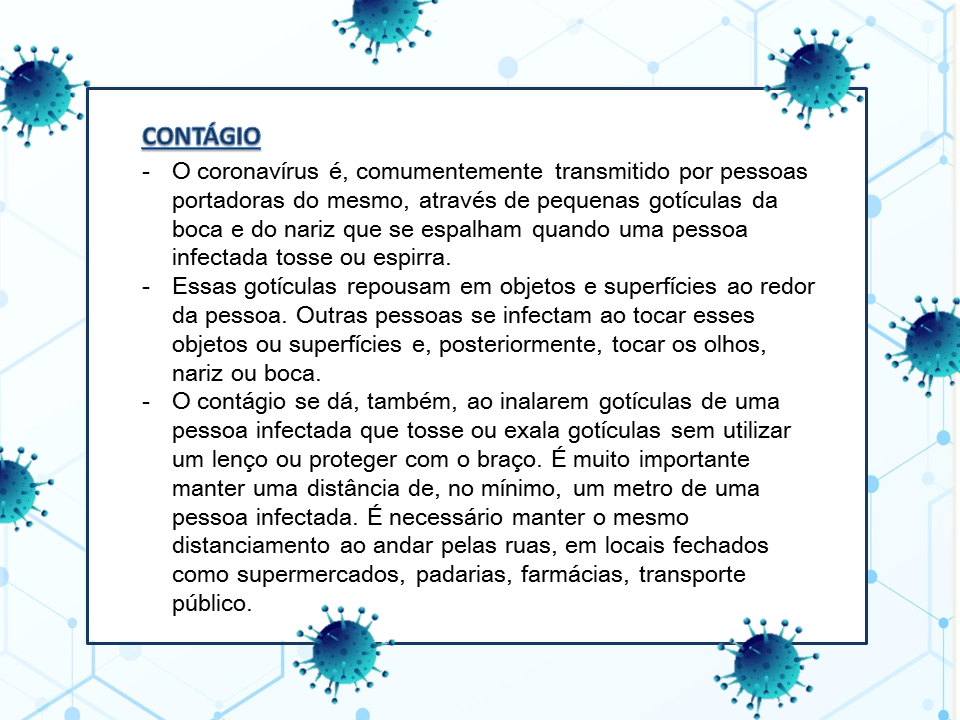 CONTÁGIO
- O coronavírus é, comumentemente transmitido por pessoas
portadoras do mesmo, através de pequenas gotículas da
boca e do nariz que se espalham quando uma pessoa
infectada tosse ou espirra.
- Essas gotículas repousam em objetos e superfícies ao redor
da pessoa. Outras pessoas se infectam ao tocar esses
objetos ou superfícies e, posteriormente, tocar os olhos,
nariz ou boca.
- O contágio se dá, também, ao inalarem gotículas de uma
pessoa infectada que tosse ou exala gotículas sem utilizar
um lenço ou proteger com o braço. É muito importante
manter uma distância de, no mínimo, um metro de uma
pessoa infectada. É necessário manter o mesmo
distanciamento ao andar pelas ruas, em locais fechados
como supermercados, padarias, farmácias, transporte
público.